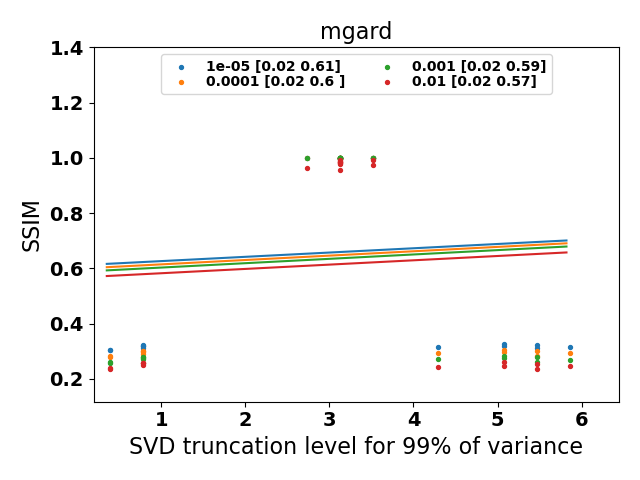 mgard
1e-05 [0.02 0.61]
0.0001 [0.02 0.6 ]
0.001 [0.02 0.59]
0.01 [0.02 0.57]
SSIM
1.4
1.2
1.0
0.8
0.6
0.4
0.2
1 2 3 4 5 6
SVD truncation level for 99% of variance